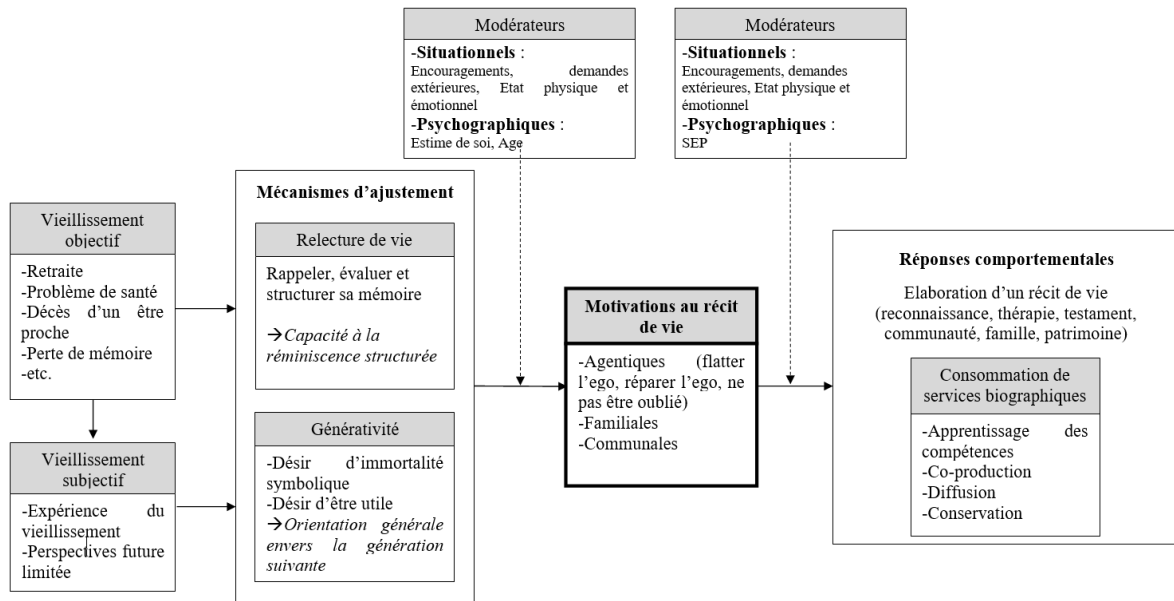 Modérateurs
-Situationnels :
Encouragements, demandes
extérieures, Etat physique et
émotionnel
-Psychographiques :
Estime de soi, Age
Modérateurs
-Situationnels :
Encouragements, demandes
extérieures, Etat physique et
émotionnel
-Psychographiques :
SEP
Vieillissement
objectif
-Retraite
-Problème de santé
-Décès d’un être
proche
-Perte de mémoire
-etc.
Vieillissement
subjectif
-Expérience du
vieillissement
-Perspectives future
limitée
Mécanismes d’ajustement
Relecture de vie
Rappeler, évaluer et
structurer sa mémoire
→Capacité à la
réminiscence structurée
Générativité
-Désir d’immortalité
symbolique
-Désir d’être utile
→Orientation générale
envers la génération
suivante
Motivations au récit
de vie
-Agentiques (flatter
l’ego, réparer l’ego, ne
pas être oublié)
-Familiales
-Communales
Réponses comportementales
Elaboration d’un récit de vie
(reconnaissance, thérapie, testament,
communauté, famille, patrimoine)
Consommation de
services biographiques
-Apprentissage des
compétences
-Co-production
-Diffusion
-Conservation